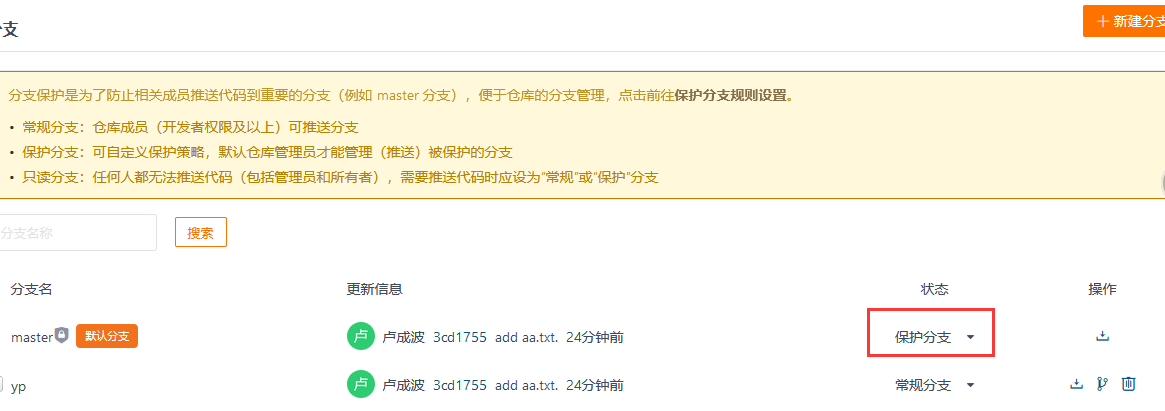 支
＋ 新建分支
分支保护是为了防止相关成员推送代码到重要的分支（例如 master 分支），便于仓库的分支管理，点击前往保护分支规则设置。
• 常规分支：仓库成员（开发者权限及以上）可推送分支
• 保护分支：可自定义保护策略，默认仓库管理员才能管理（推送）被保护的分支
• 只读分支：任何人都无法推送代码（包括管理员和所有者），需要推送代码时应设为“常规”或“保护”分支
分支名称 搜索
分支名 更新信息 状态 操作
master 默认分支 卢 卢成波 3cd1755 add aa.txt. 24分钟前 保护分支
yp 卢 卢成波 3cd1755 add aa.txt. 24分钟前 常规分支